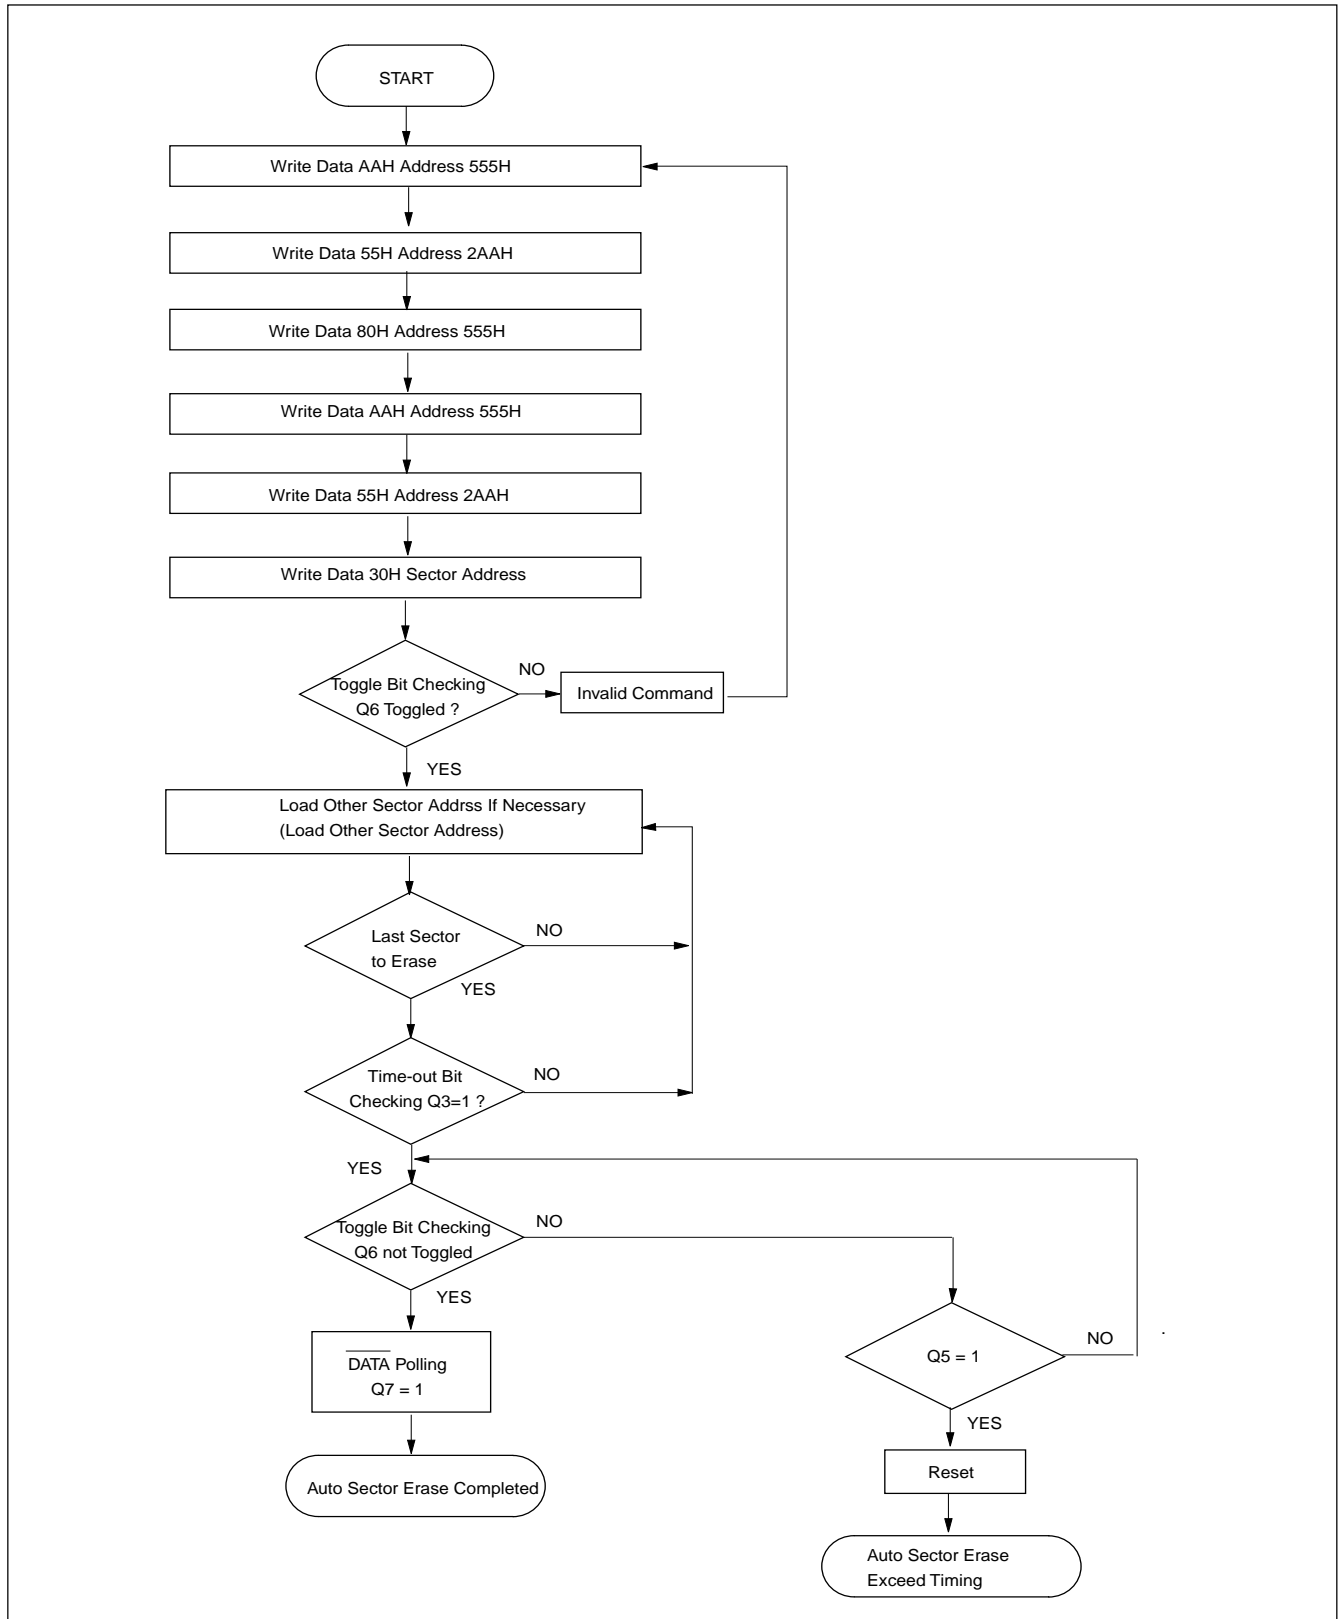 START
Write Data AAH Address 555H
Write Data 55H Address 2AAH
Write Data 80H Address 555H
Write Data AAH Address 555H
Write Data 55H Address 2AAH
Write Data 30H Sector Address
Toggle Bit Checking
Q6 Toggled ?
NO
Invalid Command
YES
Load Other Sector Addrss If Necessary
(Load Other Sector Address)
Last Sector
to Erase
NO
YES
Time-out Bit
Checking Q3=1 ?
NO
YES
Toggle Bit Checking
Q6 not Toggled
NO
YES
DATA Polling
Q7 = 1
Auto Sector Erase Completed
Q5 = 1
NO
YES
Reset
Auto Sector Erase
Exceed Timing